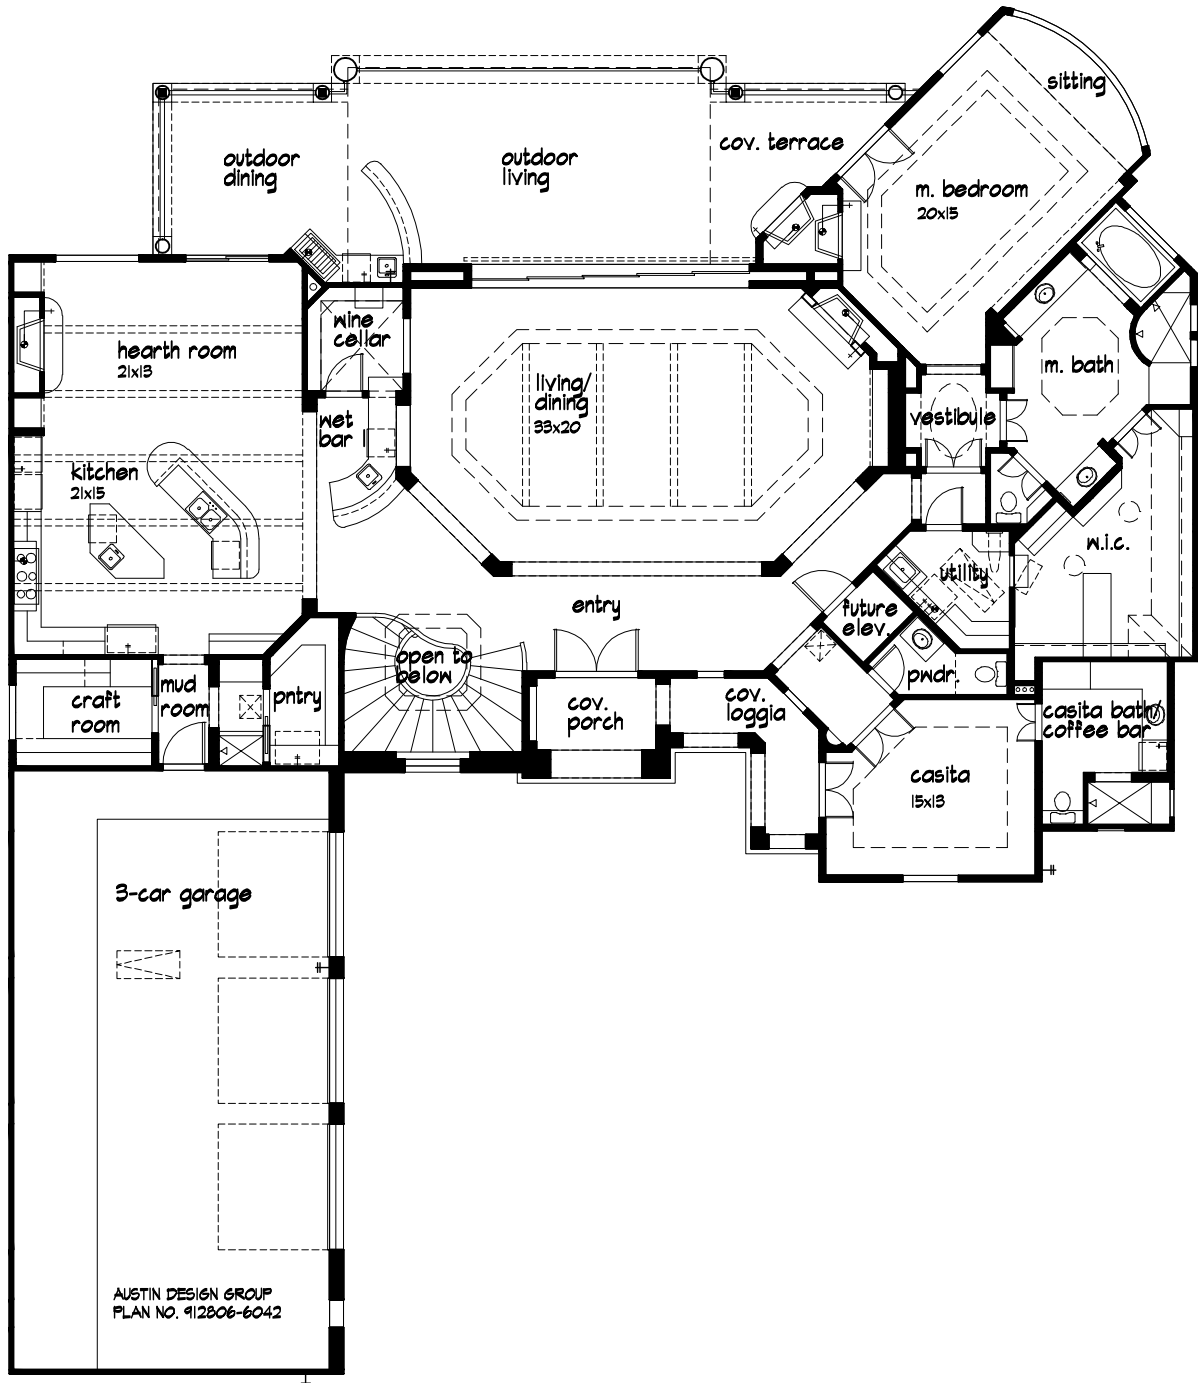 sitting
cov. terrace
outdoor
dining
outdoor
living
m. bedroom
20x15
wine
cellar
hearth room
21x13
living/
dining
33x20
m. bath
vestibule
wet
bar
kitchen
21x15
w.i.c.
utility
entry
future
elev.
open to
below
pwdr.
mud
room
pntry
craft
room
cov.
porch
cov.
loggia
casita bath/
coffee bar
casita
15x13
3-car garage
AUSTIN DESIGN GROUP
PLAN NO. 912806-6042